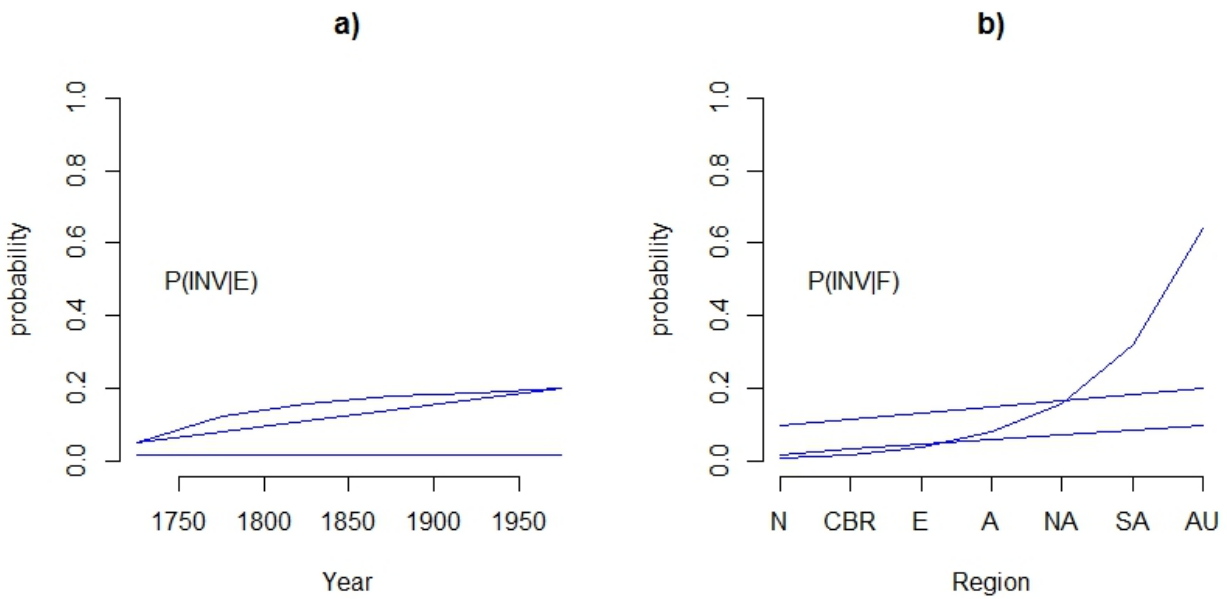 a)
probability
1.0
0.8
0.6
0.4
0.2
0.0
P(INV|E)
1750 1800 1850 1900 1950
Year
b)
probability
1.0
0.8
0.6
0.4
0.2
0.0
P(INV|F)
N CBR E A NA SA AU
Region